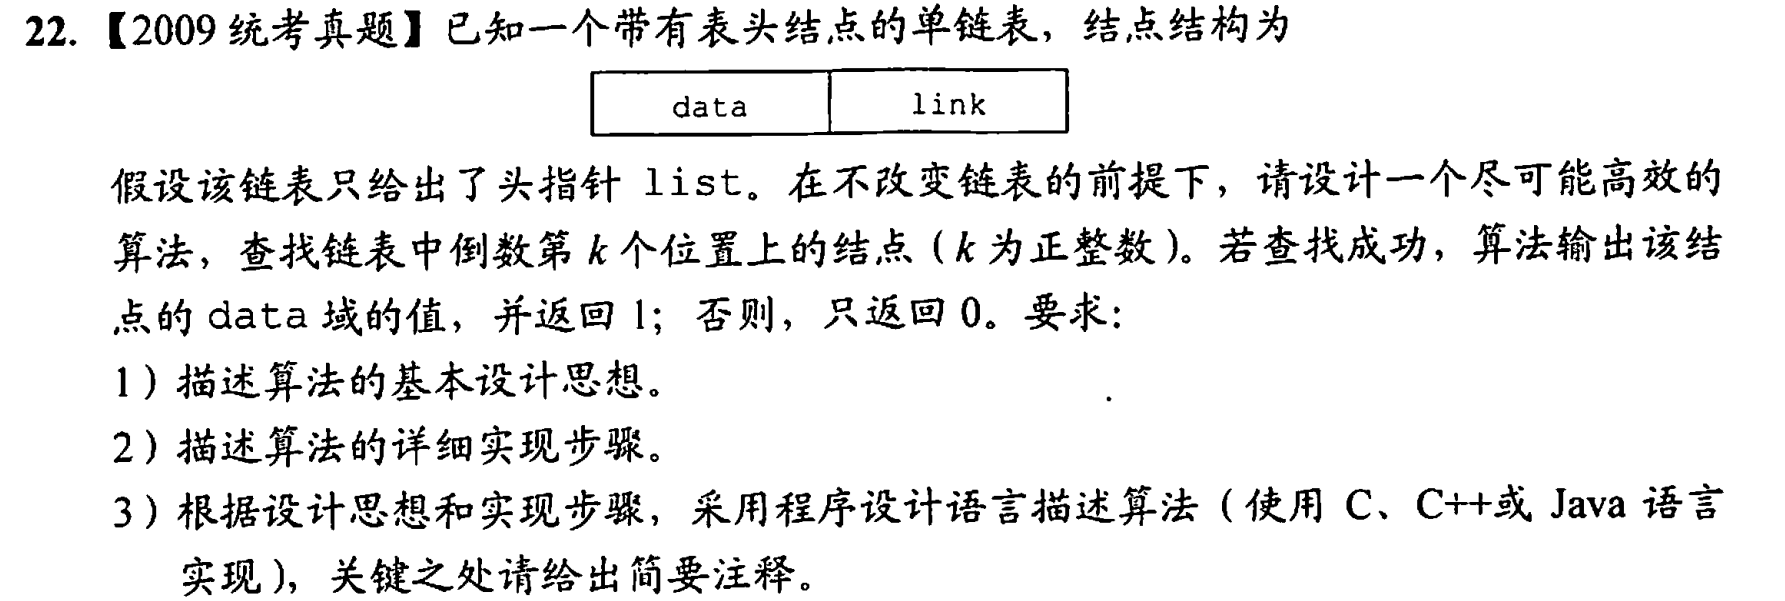 22.【2009统考真题】已知一个带有表头结点的单链表，结点结构为
data link
假设该链表只给出了头指针 list。在不改变链表的前提下，请设计一个尽可能高效的
算法，查找链表中倒数第 k 个位置上的结点（k 为正整数）。若查找成功，算法输出该结
点的 data 域的值，并返回 1；否则，只返回 0。要求：
1）描述算法的基本设计思想。
2）描述算法的详细实现步骤。
3）根据设计思想和实现步骤，采用程序设计语言描述算法（使用 C、C++或 Java 语言
实现），关键之处请给出简要注释。